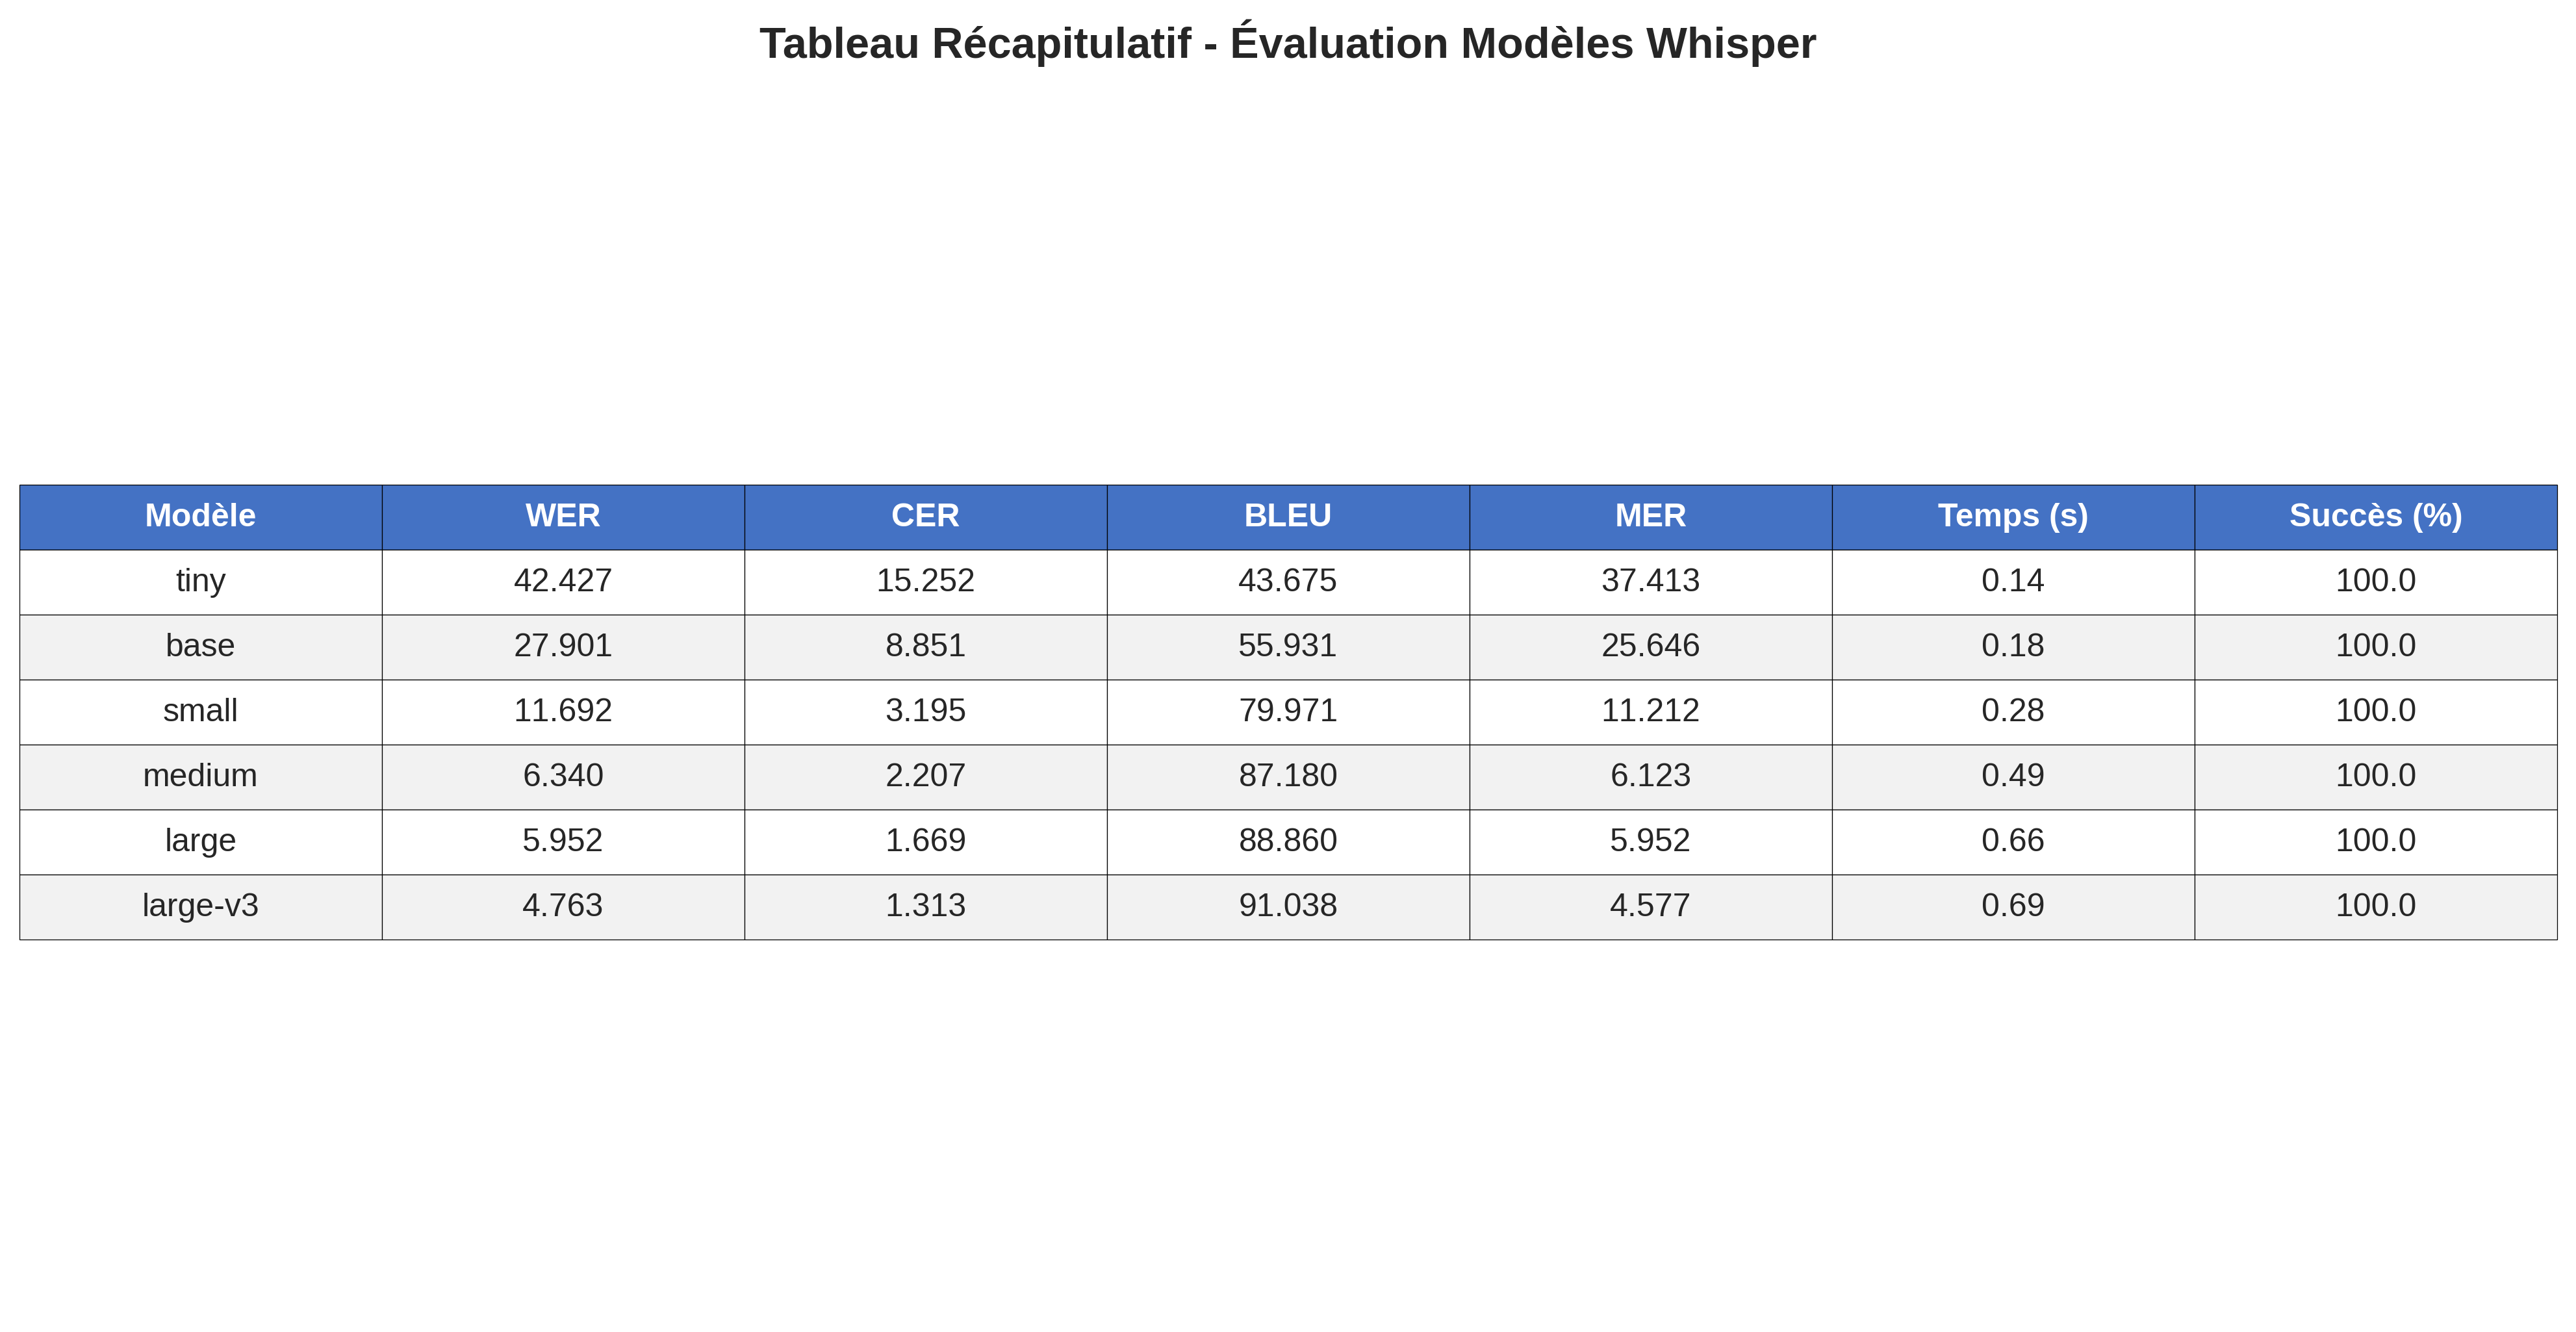 Tableau Récapitulatif - Évaluation Modèles Whisper
Modèle WER CER BLEU MER Temps (s) Succès (%)
tiny 42.427 15.252 43.675 37.413 0.14 100.0
base 27.901 8.851 55.931 25.646 0.18 100.0
small 11.692 3.195 79.971 11.212 0.28 100.0
medium 6.340 2.207 87.180 6.123 0.49 100.0
large 5.952 1.669 88.860 5.952 0.66 100.0
large-v3 4.763 1.313 91.038 4.577 0.69 100.0